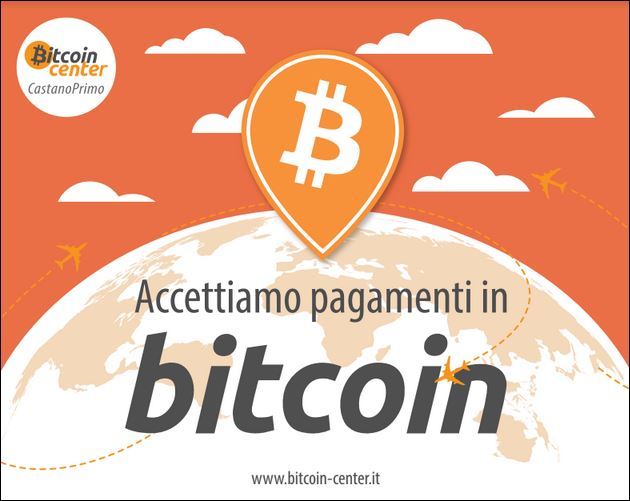 Bitcoin
center
CastanoPrimo
Accettiamo pagamenti in
bitcoin
www.bitcoin-center.it